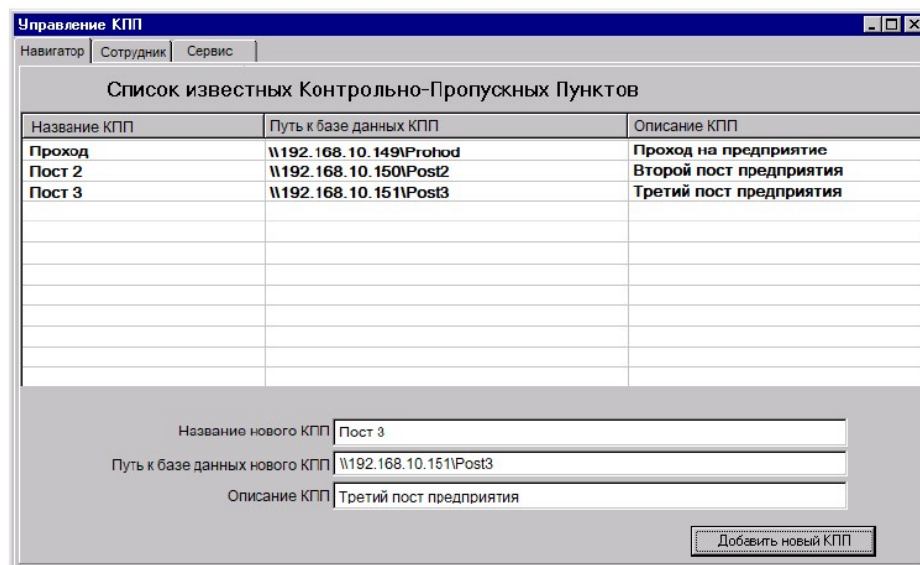 Управление КПП
Навигатор Сотрудник Сервис
Список известных Контрольно-Пропускных Пунктов
Название КПП Путь к базе данных КПП Описание КПП
Проход \\192.168.10.149\Prohod Проход на предприятие
Пост 2 \\192.168.10.150\Post2 Второй пост предприятия
Пост 3 \\192.168.10.151\Post3 Третий пост предприятия
Название нового КПП Пост 3
Путь к базе данных нового КПП \\192.168.10.151\Post3
Описание КПП Третий пост предприятия
Добавить новый КПП